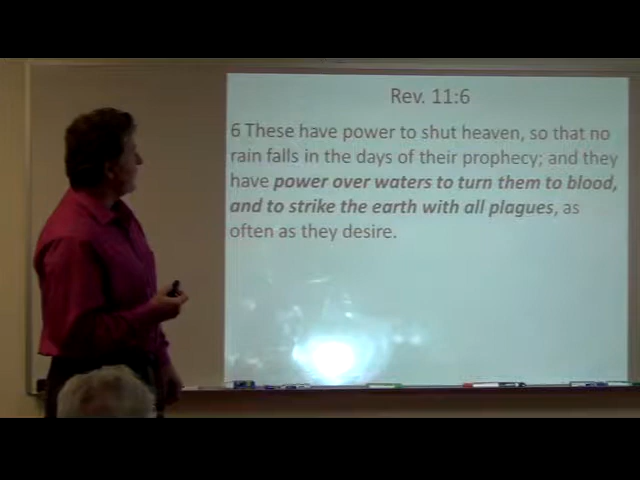 Rev. 11:6
6 These have power to shut heaven, so that no
rain falls in the days of their prophecy; and they
have power over waters to turn them to blood,
and to strike the earth with all plagues, as
often as they desire.